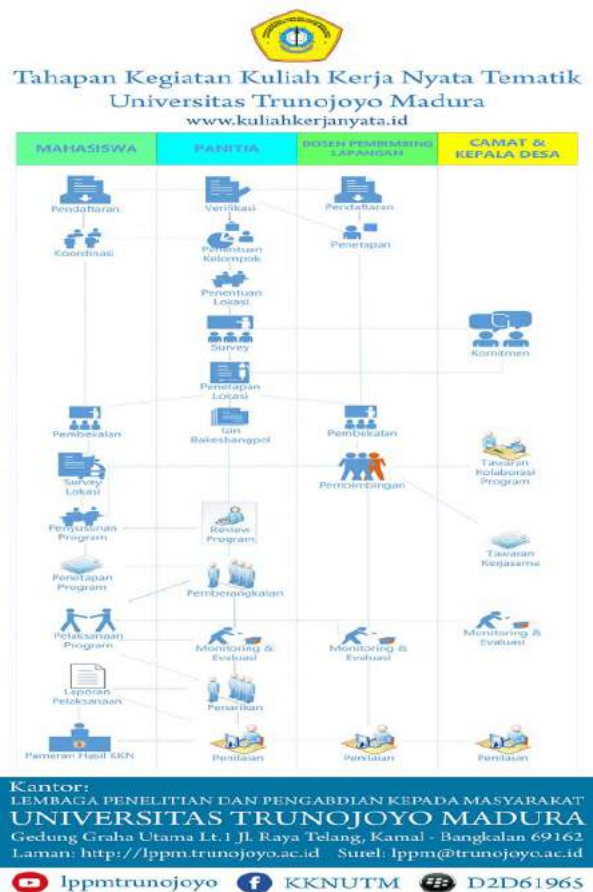 Tahapan Kegiatan Kuliah Kerja Nyata Tematik
Universitas Trunojoyo Madura
www.kuliahkerjanyata.id
MAHASISWA
PANITIA
DOSEN PEMBIMBING
LAPANGAN
CAMAT &
KEPALA DESA
Pendaftaran
Verifikasi
Pendaftaran
Koordinasi
Penentuan
Kelompok
Penetapan
Penentuan
Lokasi
Survey
Komitmen
Penetapan
Lokasi
Pembekalan
Ijin
Bakesbangpol
Pembekalan
Survey
Lokasi
Pembimbingan
Tawaran
Kolaborasi
Program
Penyusunan
Program
Review
Program
Tawaran
Kerjasama
Penetapan
Program
Pemberangkatan
Pelaksanaan
Program
Monitoring &
Evaluasi
Monitoring &
Evaluasi
Monitoring &
Evaluasi
Laporan
Pelaksanaan
Penarikan
Pameran Hasil KKN
Penilaian
Penilaian
Penilaian
Kantor:
LEMBAGA PENELITIAN DAN PENGABDIAN KEPADA MASYARAKAT
UNIVERSITAS TRUNOJOYO MADURA
Gedung Graha Utama Lt.1 Jl. Raya Telang, Kamal - Bangkalan 69162
Laman: http://lppm.trunojoyo.ac.id Surel: lppm@trunojoyo.ac.id
lppmtrunojoyo KKNUTM D2D61965